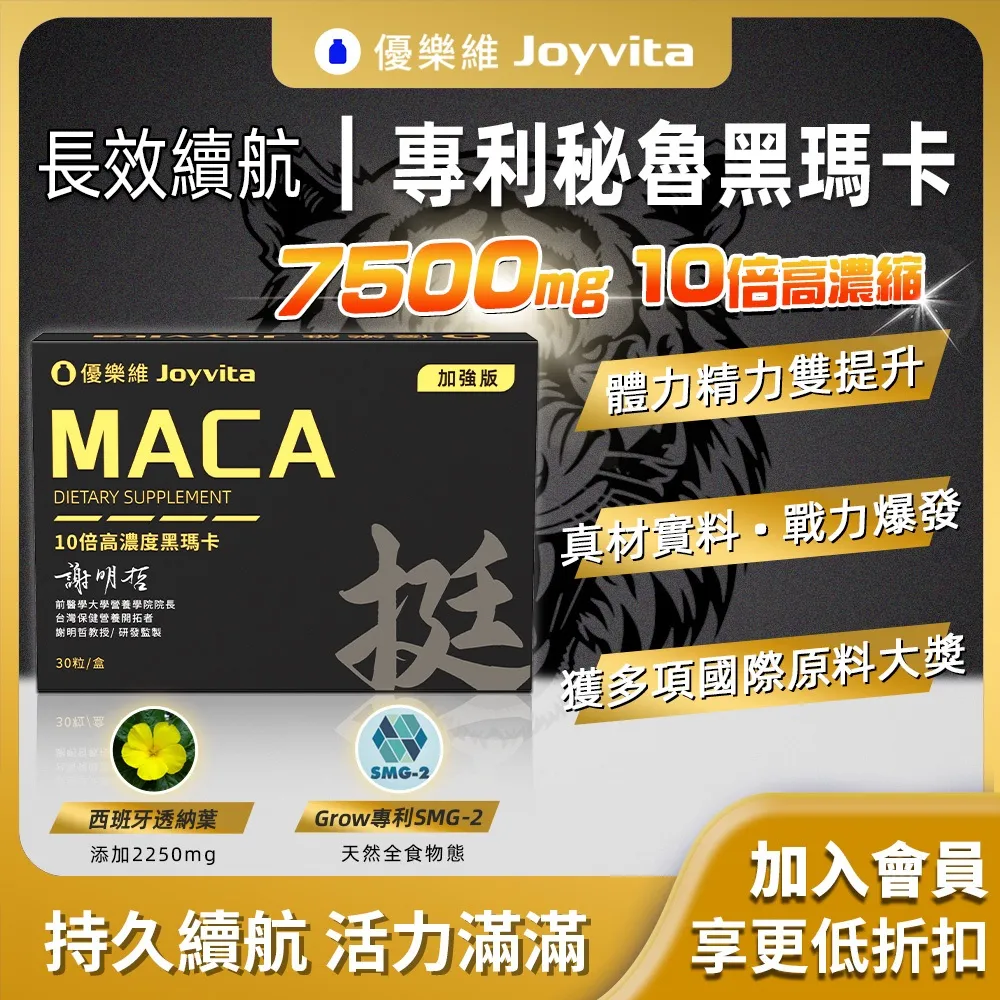 優樂維 Joyvita
長效續航｜專利秘魯黑瑪卡
7500mg 10倍高濃縮
優樂維 Joyvita
加強版
MACA
DIETARY SUPPLEMENT
10倍高濃度黑瑪卡
謝明哲
前醫學大學營養學院院長
台灣保健營養開拓者
謝明哲教授/研發監製
30粒/盒
挺
體力精力雙提升
真材實料・戰力爆發
獲多項國際原料大獎
SMG-2
西班牙透納葉
添加2250mg
Grow專利SMG-2
天然全食物態
加入會員
享更低折扣
持久續航 活力滿滿